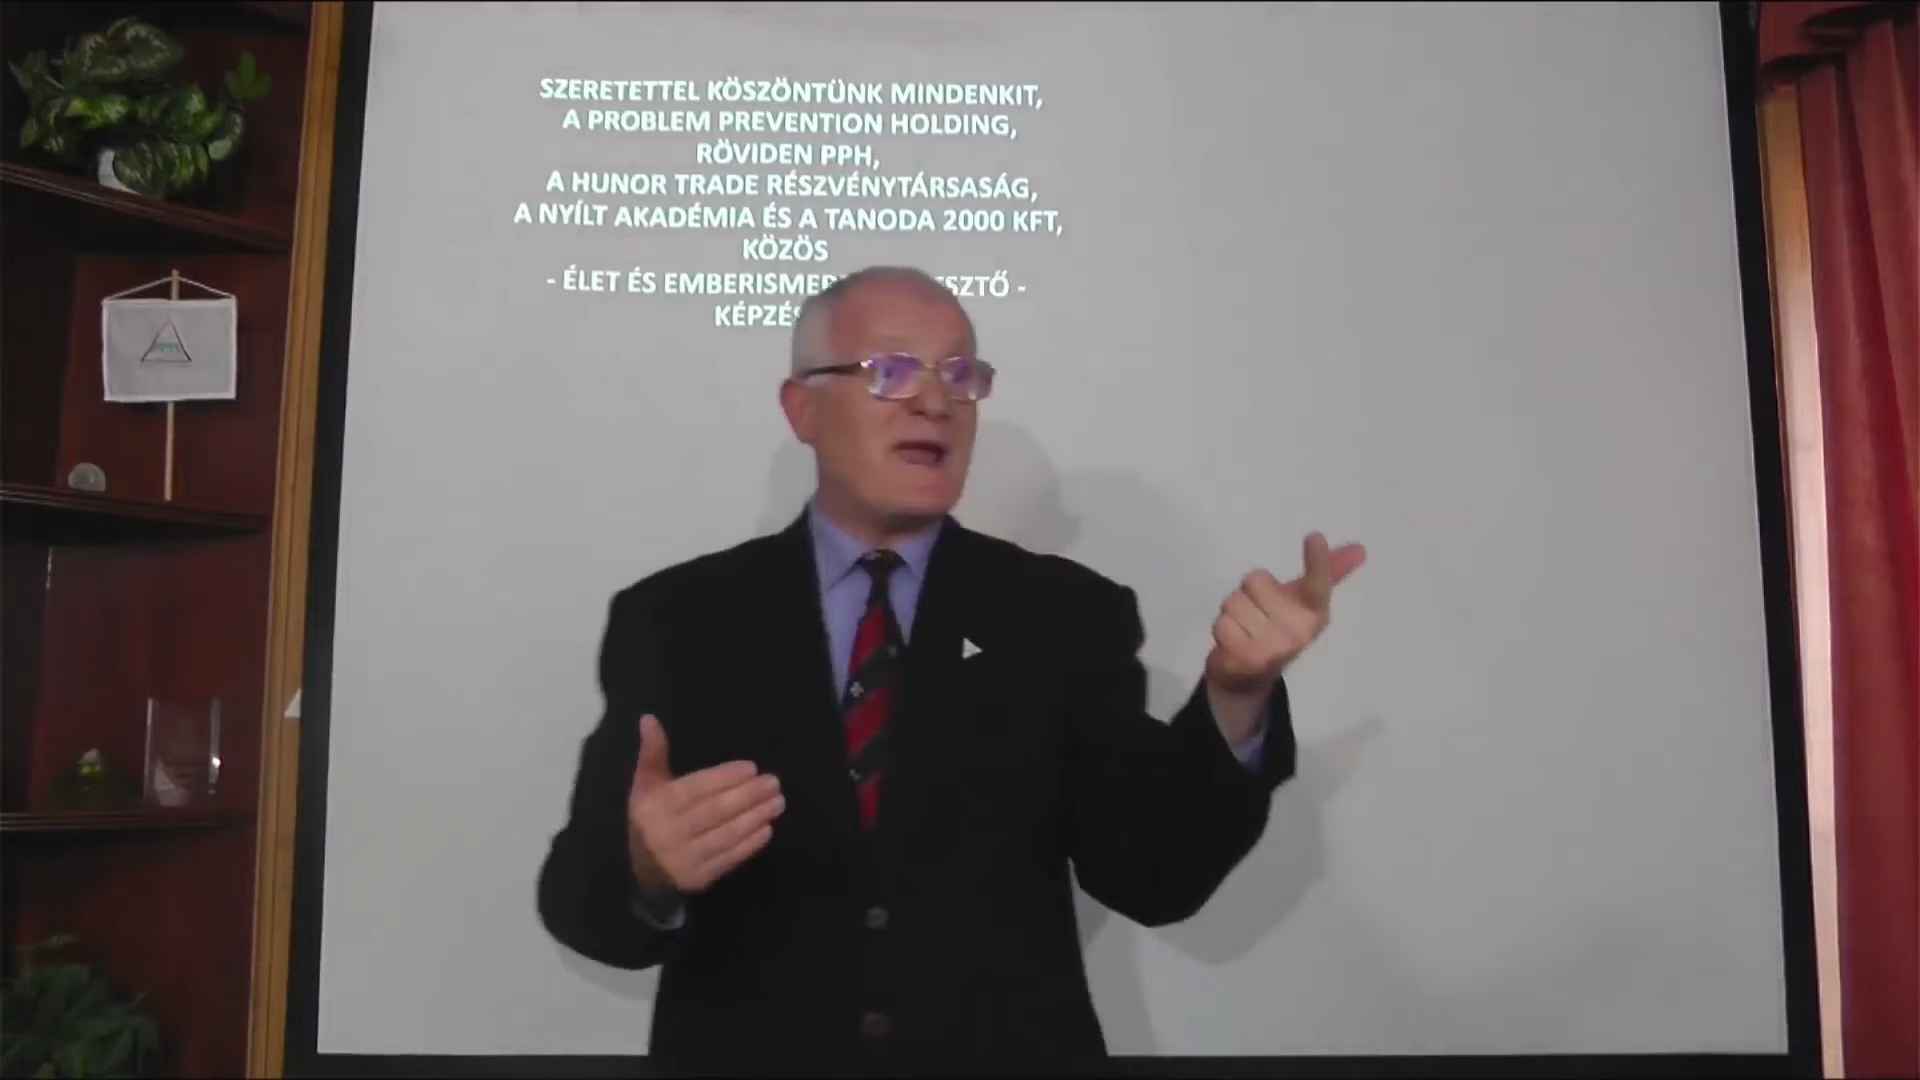 SZERETETTEL KÖSZÖNTÜNK MINDENKIT,
A PROBLEM PREVENTION HOLDING,
RÖVIDEN PPH,
A HUNOR TRADE RÉSZVÉNYTÁRSASÁG,
A NYÍLT AKADÉMIA ÉS A TANODA 2000 KFT,
KÖZÖS
- ÉLET ÉS -